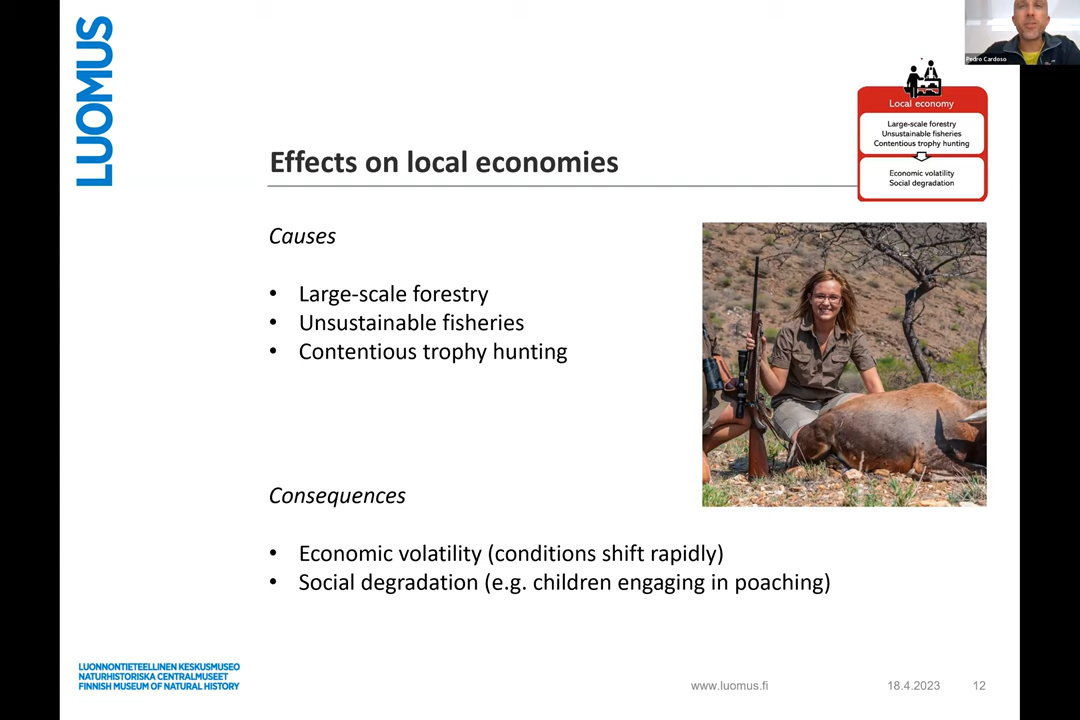 LUOMUS
Pedro Cardoso
Local economy
Large-scale forestry
Unsustainable fisheries
Contentious trophy hunting
Economic volatility
Social degradation
Effects on local economies
Causes
• Large-scale forestry
• Unsustainable fisheries
• Contentious trophy hunting
Consequences
• Economic volatility (conditions shift rapidly)
• Social degradation (e.g. children engaging in poaching)
LUONNONTIETEELLINEN KESKUSMUSEO
NATURHISTORISKA CENTRALMUSEET
FINNISH MUSEUM OF NATURAL HISTORY
www.luomus.fi
18.4.2023
12